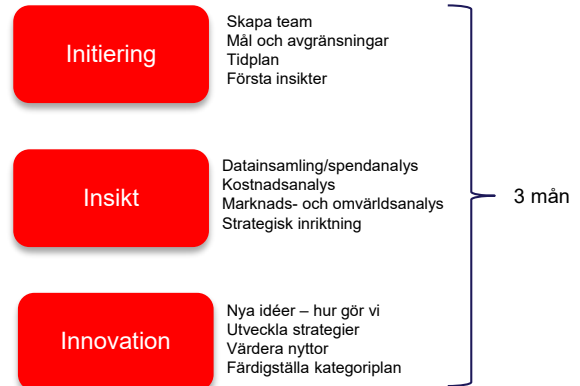 Initiering
Skapa team
Mål och avgränsningar
Tidplan
Första insikter
Insikt
Datainsamling/spendanalys
Kostnadsanalys
Marknads- och omvärldsanalys
Strategisk inriktning
3 mån
Innovation
Nya idéer – hur gör vi
Utveckla strategier
Värdera nyttor
Färdigställa kategoriplan